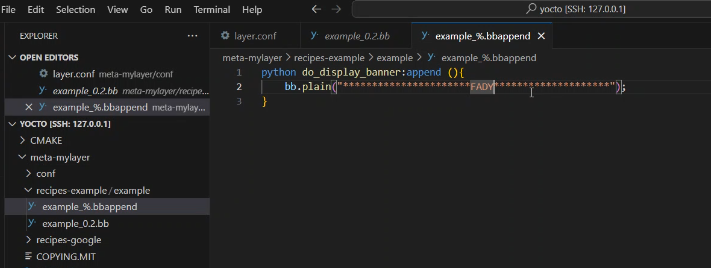 File Edit Selection View Go Run Terminal Help
yocto [SSH: 127.0.0.1]
EXPLORER ...
layer.conf
example_0.2.bb
example_%.bbappend
OPEN EDITORS
layer.conf meta-mylayer/conf
example_0.2.bb meta-mylayer/recipe...
example_%.bbappend meta-mylay...
YOCTO [SSH: 127.0.0.1]
CMAKE
meta-mylayer
conf
recipes-example / example
example_%.bbappend
example_0.2.bb
recipes-google
COPYING.MIT
meta-mylayer > recipes-example > example > example_%.bbappend
1 python do_display_banner:append (){
2 bb.plain("**********************FADY********************");
3 }